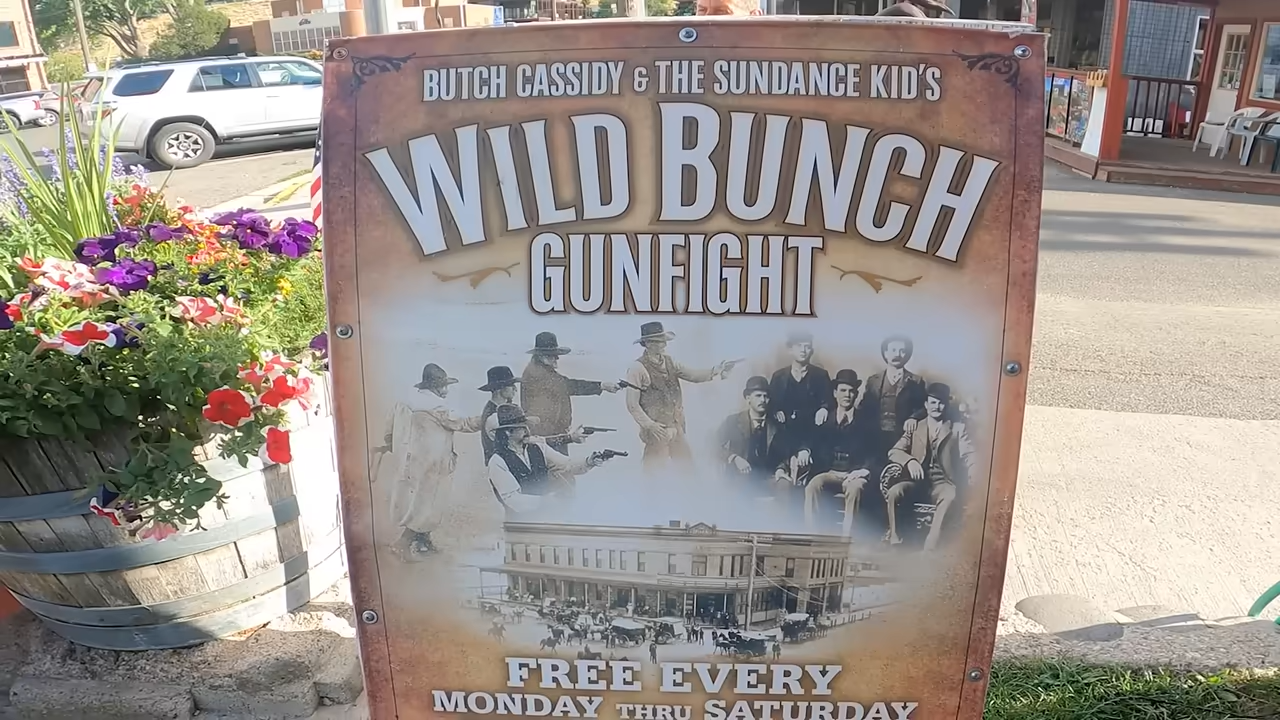 BUTCH CASSIDY & THE SUNDANCE KID'S
WILD BUNCH
GUNFIGHT
FREE EVERY
MONDAY THRU SATURDAY